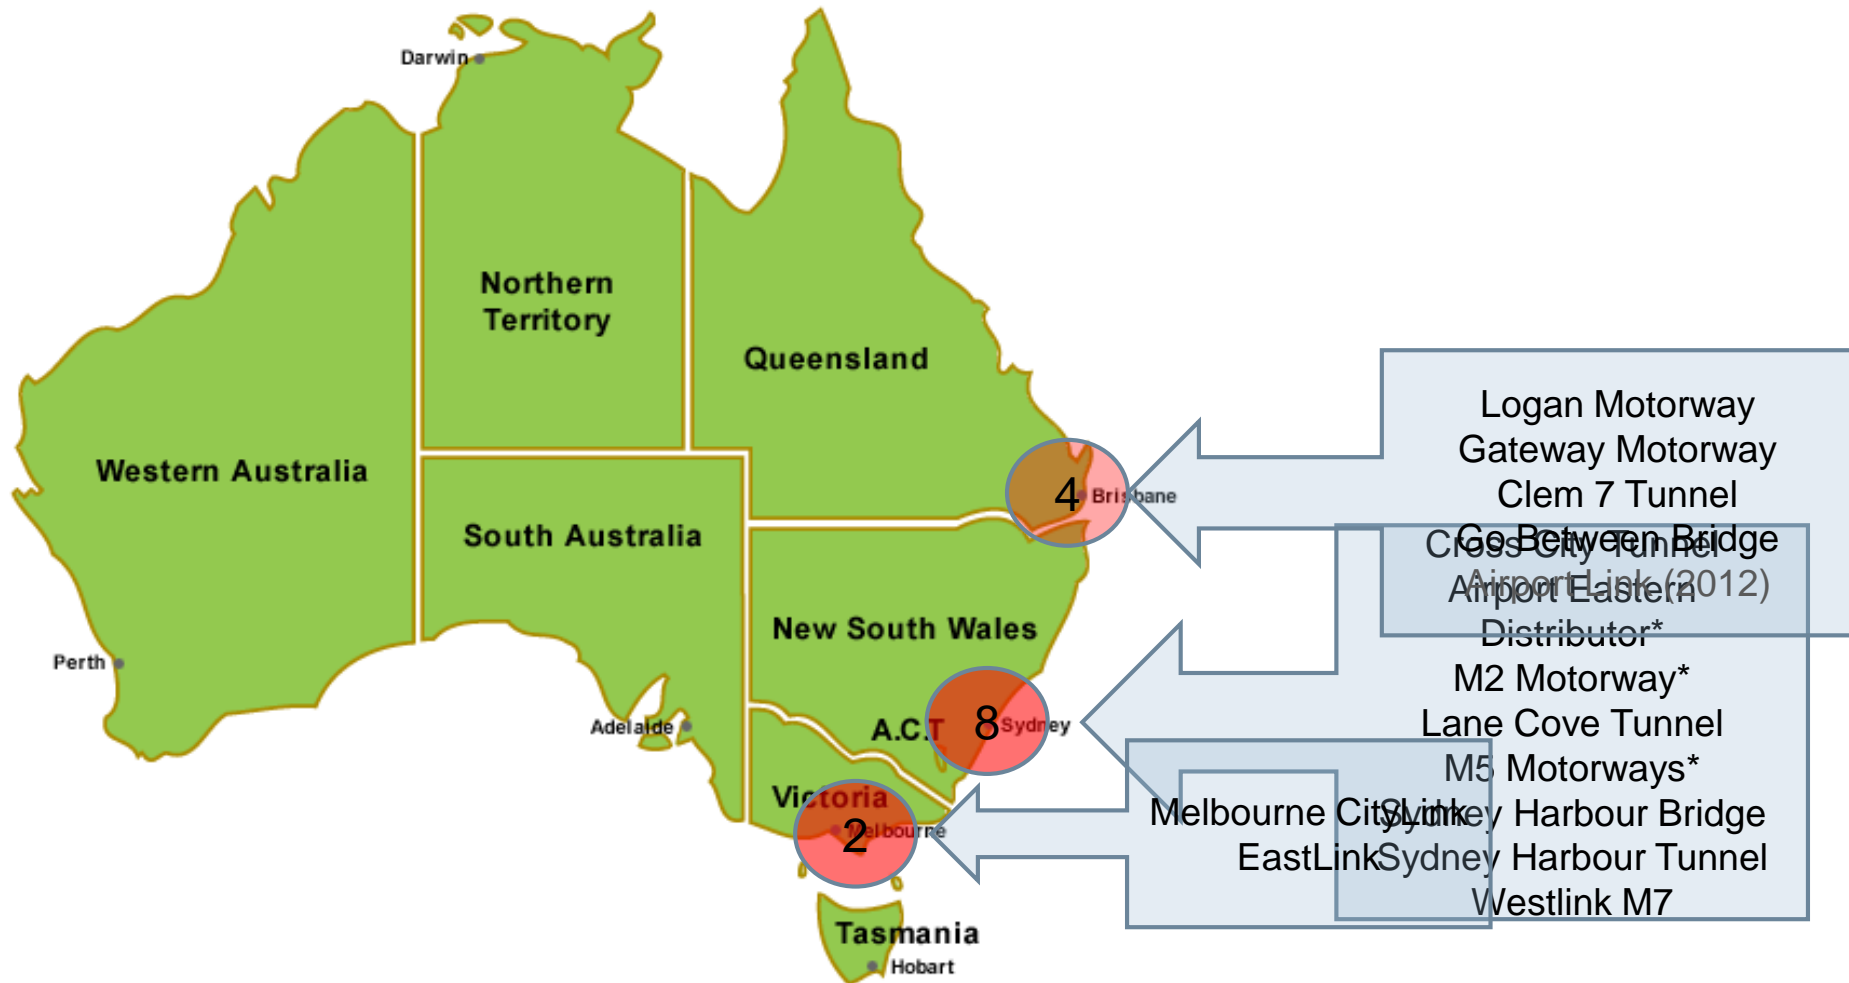 Darwin
Northern
Territory
Queensland
Western Australia
South Australia
4
Brisbane
New South Wales
Perth
Adelaide
A.C.T
8
Sydney
Victoria
2
Melbourne
Tasmania
Hobart
Logan Motorway
Gateway Motorway
Clem 7 Tunnel
Go Between Bridge
Airport Link (2012)
Cross City Tunnel
Airport Eastern
Distributor*
M2 Motorway*
Lane Cove Tunnel
M5 Motorways*
Sydney Harbour Bridge
Sydney Harbour Tunnel
Westlink M7
Melbourne CityLink
EastLink